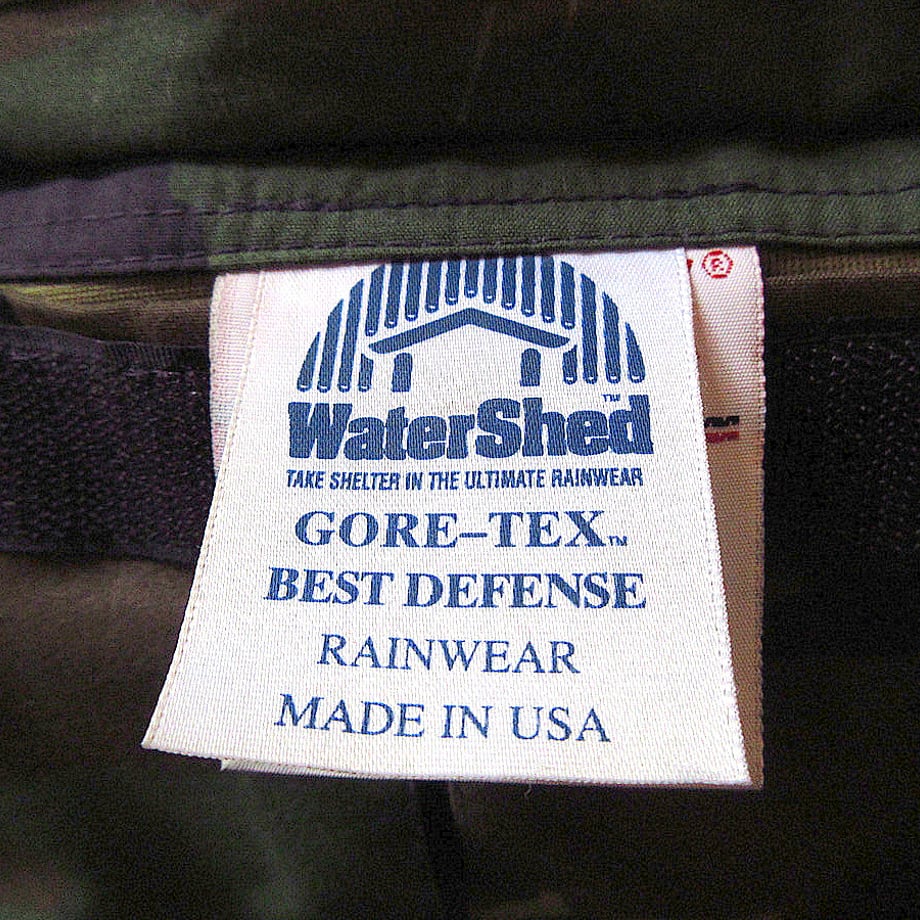 WaterShed™
TAKE SHELTER IN THE ULTIMATE RAINWEAR
GORE-TEX™
BEST DEFENSE
RAINWEAR
MADE IN USA
®